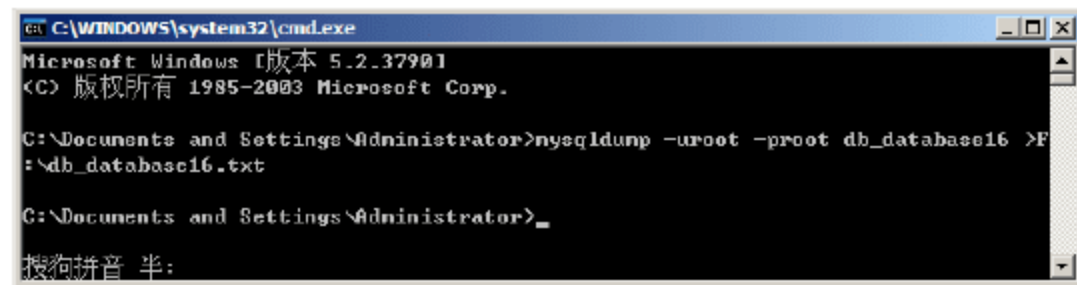 C:\WINDOWS\system32\cmd.exe
Microsoft Windows [版本 5.2.3790]
(C) 版权所有 1985-2003 Microsoft Corp.
C:\Documents and Settings\Administrator>mysqldump -uroot -proot db_database16 >F
:\db_database16.txt
C:\Documents and Settings\Administrator>_
搜狗拼音 半: